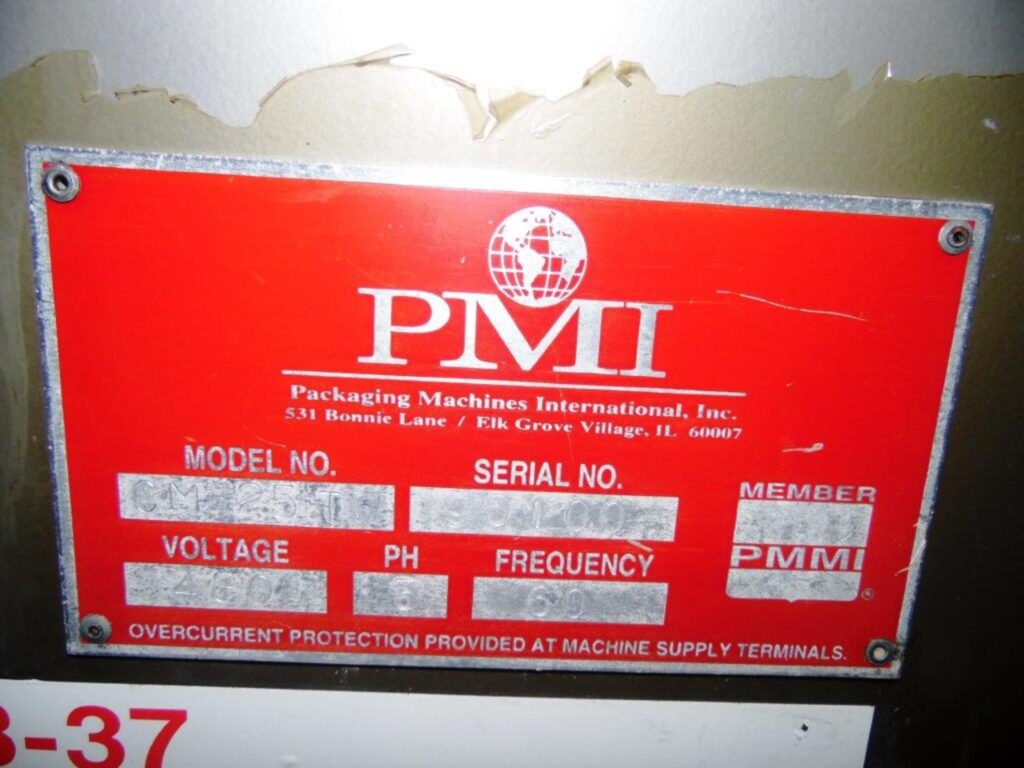 PMI
Packaging Machines International, Inc.
531 Bonnie Lane / Elk Grove Village, IL 60007
MODEL NO. SERIAL NO.
MEMBER
VOLTAGE PH FREQUENCY
PMMI
®
460 3 60
OVERCURRENT PROTECTION PROVIDED AT MACHINE SUPPLY TERMINALS.
-37